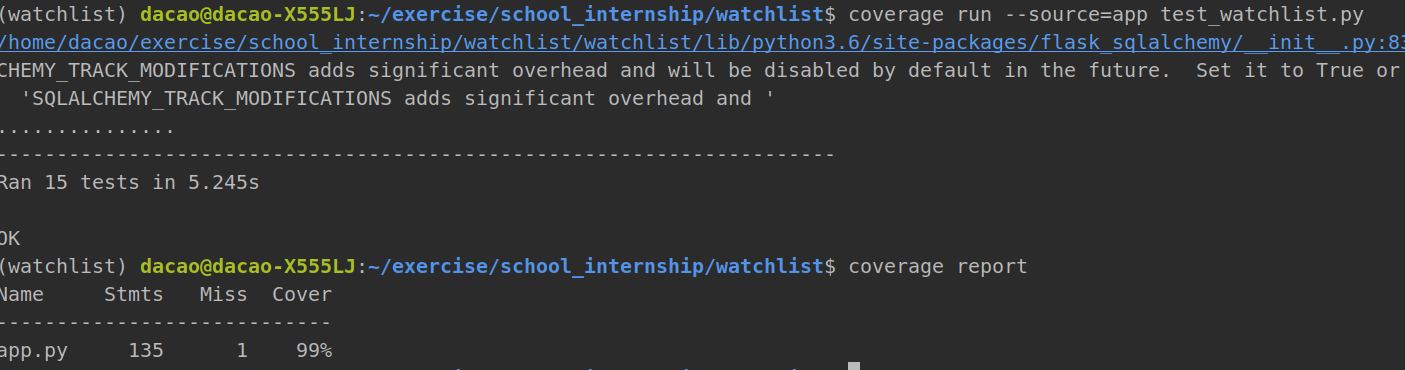 (watchlist) dacao@dacao-X555LJ:~/exercise/school_internship/watchlist$ coverage run --source=app test_watchlist.py
/home/dacao/exercise/school_internship/watchlist/watchlist/lib/python3.6/site-packages/flask_sqlalchemy/__init__.py:83
CHEMY_TRACK_MODIFICATIONS adds significant overhead and will be disabled by default in the future.  Set it to True or
  'SQLALCHEMY_TRACK_MODIFICATIONS adds significant overhead and '
...............
----------------------------------------------------------------------
Ran 15 tests in 5.245s
OK
(watchlist) dacao@dacao-X555LJ:~/exercise/school_internship/watchlist$ coverage report
Name     Stmts   Miss  Cover
----------------------------
app.py     135      1    99%